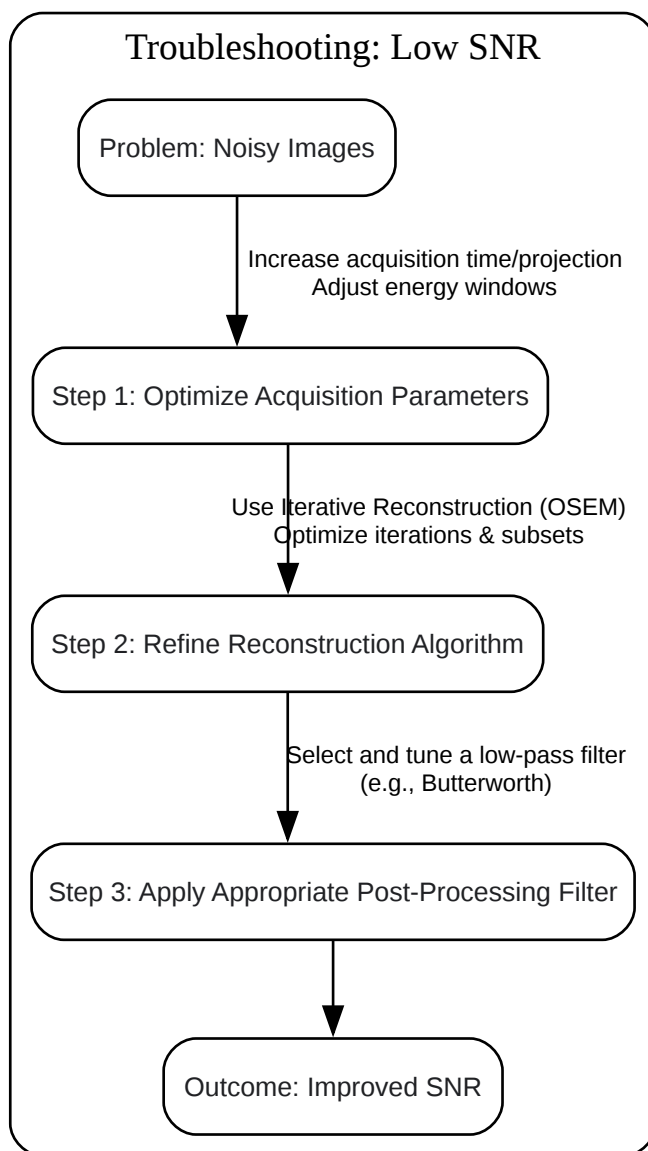 Troubleshooting: Low SNR
Problem: Noisy Images
Increase acquisition time/projection
Adjust energy windows
Step 1: Optimize Acquisition Parameters
Use Iterative Reconstruction (OSEM)
Optimize iterations & subsets
Step 2: Refine Reconstruction Algorithm
Select and tune a low-pass filter
(e.g., Butterworth)
Step 3: Apply Appropriate Post-Processing Filter
Outcome: Improved SNR